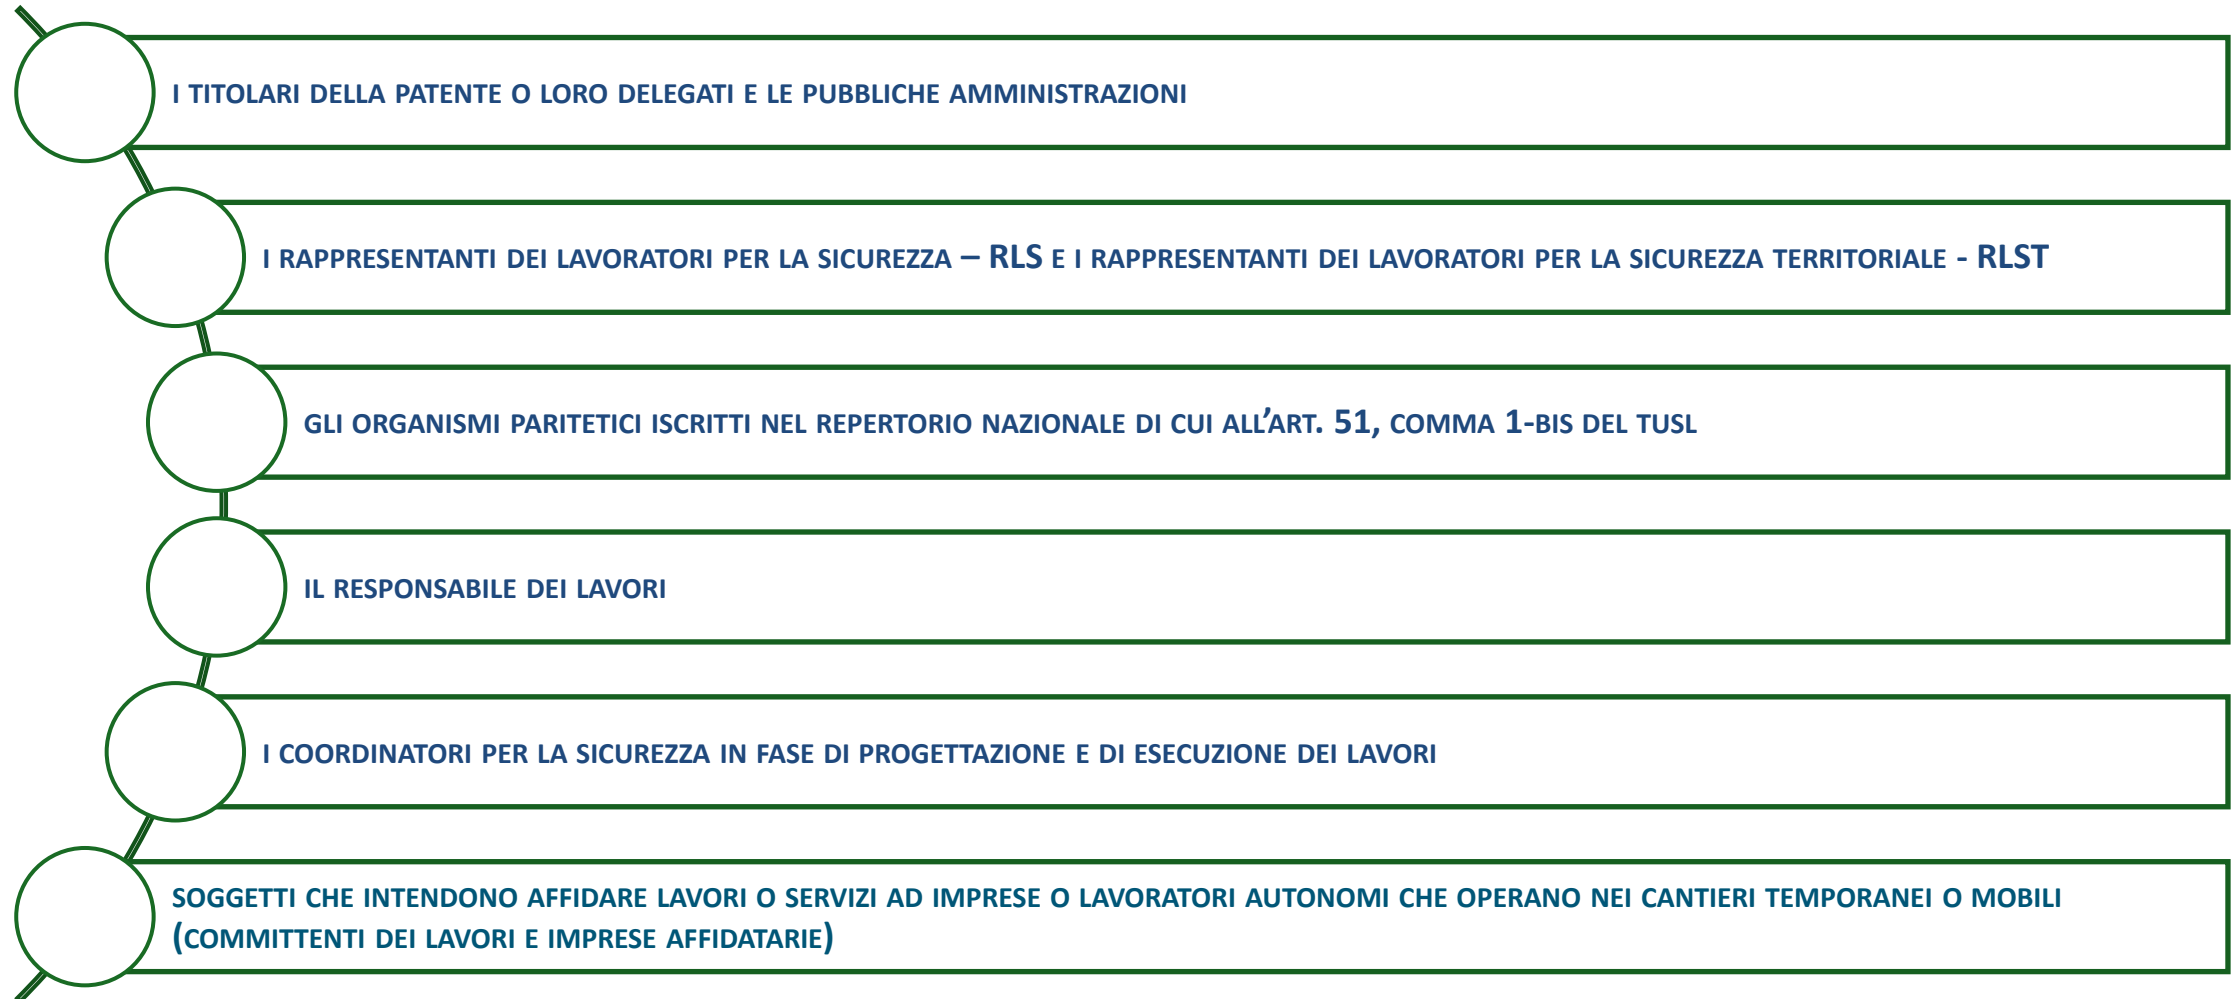 I TITOLARI DELLA PATENTE O LORO DELEGATI E LE PUBBLICHE AMMINISTRAZIONI
I RAPPRESENTANTI DEI LAVORATORI PER LA SICUREZZA – RLS E I RAPPRESENTANTI DEI LAVORATORI PER LA SICUREZZA TERRITORIALE - RLST
GLI ORGANISMI PARITETICI ISCRITTI NEL REPERTORIO NAZIONALE DI CUI ALL’ART. 51, COMMA 1-BIS DEL TUSL
IL RESPONSABILE DEI LAVORI
I COORDINATORI PER LA SICUREZZA IN FASE DI PROGETTAZIONE E DI ESECUZIONE DEI LAVORI
SOGGETTI CHE INTENDONO AFFIDARE LAVORI O SERVIZI AD IMPRESE O LAVORATORI AUTONOMI CHE OPERANO NEI CANTIERI TEMPORANEI O MOBILI
(COMMITTENTI DEI LAVORI E IMPRESE AFFIDATARIE)